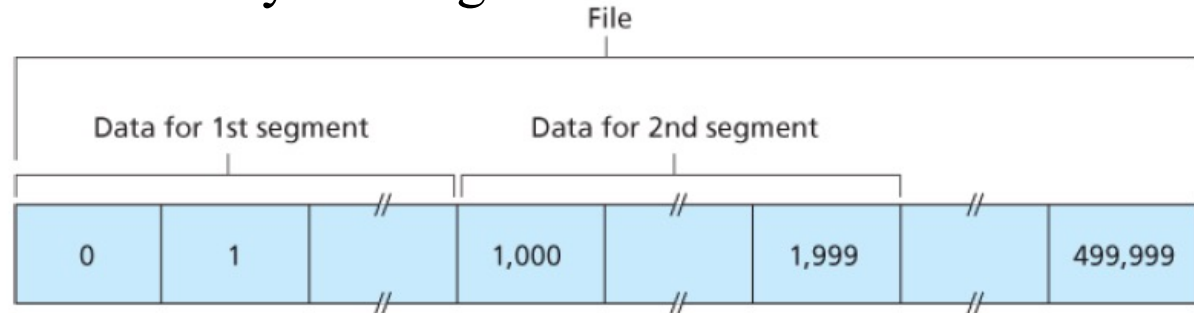 File
Data for 1st segment Data for 2nd segment
0 1 1,000 1,999 499,999